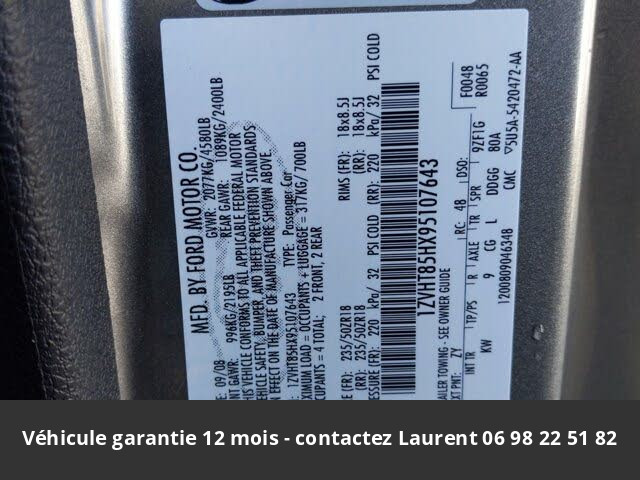 MFD. BY FORD MOTOR CO.
09/08 GVWR: 2077KG/4580LB
FRONT GAWR: 996KG/2195LB REAR GAWR: 1089KG/2400LB
THIS VEHICLE CONFORMS TO ALL APPLICABLE FEDERAL MOTOR
VEHICLE SAFETY, BUMPER, AND THEFT PREVENTION STANDARDS
IN EFFECT ON THE DATE OF MANUFACTURE SHOWN ABOVE.
1ZVHT85HX95107643 TYPE: Passenger Car
MAXIMUM LOAD = OCCUPANTS + LUGGAGE = 317KG/ 700LB
OCCUPANTS = 4 TOTAL; 2 FRONT, 2 REAR
(FR): 235/50ZR18 RIMS (FR): 18x8.5J
(RR): 235/50ZR18 (RR): 18x8.5J
PRESSURE (FR): 220 kPa/ 32 PSI COLD (RR): 220 kPa/ 32 PSI COLD
1ZVHT85HX95107643
TRAILER TOWING - SEE OWNER GUIDE
F0048
R0065
EXT PNT: ZY RC: 48 DSO:
INT TR TP/PS R AXLE TR SPR
KW 9 CG L DDGG 80A 9ZF1G
1200809046348 CMC ▽5U5A-5420472-AA
Véhicule garantie 12 mois - contactez Laurent 06 98 22 51 82